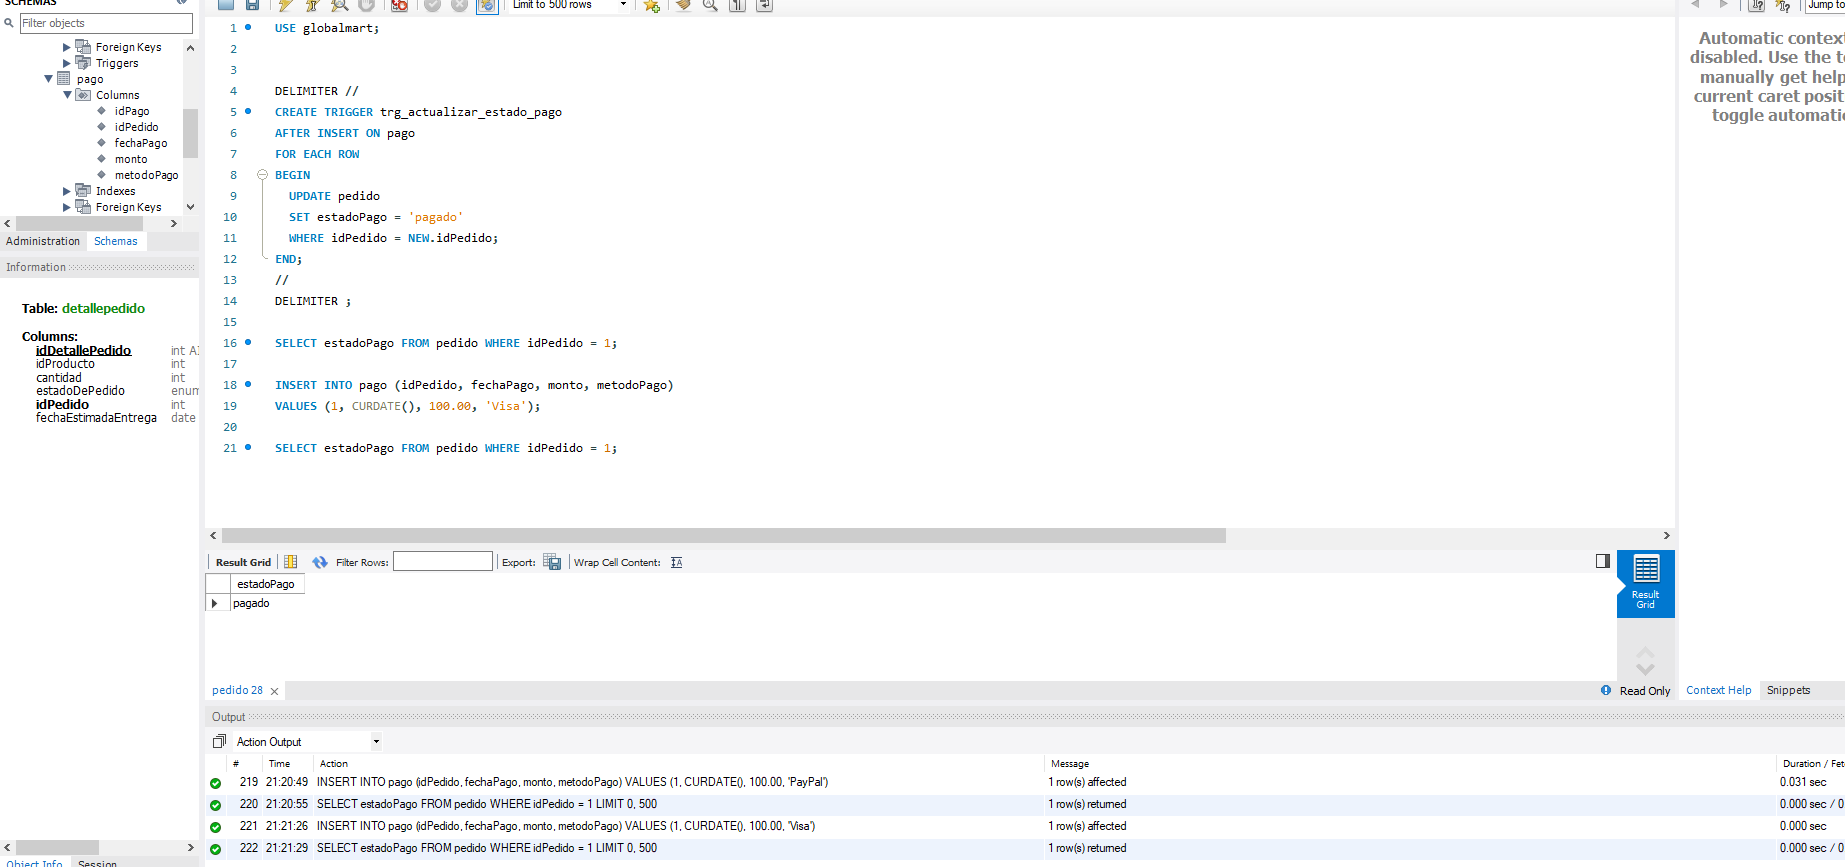 SCHEMAS
Filter objects
Foreign Keys
Triggers
pago
Columns
idPago
idPedido
fechaPago
monto
metodoPago
Indexes
Foreign Keys
Administration Schemas
Information
Table: detallepedido
Columns:
idDetallePedido int AI
idProducto int
cantidad int
estadoDePedido enum
idPedido int
fechaEstimadaEntrega date
Object Info Session
Limit to 500 rows
1 USE globalmart;
2
3
4 DELIMITER //
5 CREATE TRIGGER trg_actualizar_estado_pago
6 AFTER INSERT ON pago
7 FOR EACH ROW
8 BEGIN
9 UPDATE pedido
10 SET estadoPago = 'pagado'
11 WHERE idPedido = NEW.idPedido;
12 END;
13 //
14 DELIMITER ;
15
16 SELECT estadoPago FROM pedido WHERE idPedido = 1;
17
18 INSERT INTO pago (idPedido, fechaPago, monto, metodoPago)
19 VALUES (1, CURDATE(), 100.00, 'Visa');
20
21 SELECT estadoPago FROM pedido WHERE idPedido = 1;
Result Grid Filter Rows: Export: Wrap Cell Content:
estadoPago
pagado
Result
Grid
pedido 28
Read Only
Jump to
Automatic context
disabled. Use the t
manually get help
current caret posit
toggle automatic
Context Help Snippets
Output
Action Output
# Time Action Message Duration / Fet
219 21:20:49 INSERT INTO pago (idPedido, fechaPago, monto, metodoPago) VALUES (1, CURDATE(), 100.00, 'PayPal') 1 row(s) affected 0.031 sec
220 21:20:55 SELECT estadoPago FROM pedido WHERE idPedido = 1 LIMIT 0, 500 1 row(s) returned 0.000 sec / 0
221 21:21:26 INSERT INTO pago (idPedido, fechaPago, monto, metodoPago) VALUES (1, CURDATE(), 100.00, 'Visa') 1 row(s) affected 0.000 sec
222 21:21:29 SELECT estadoPago FROM pedido WHERE idPedido = 1 LIMIT 0, 500 1 row(s) returned 0.000 sec / 0